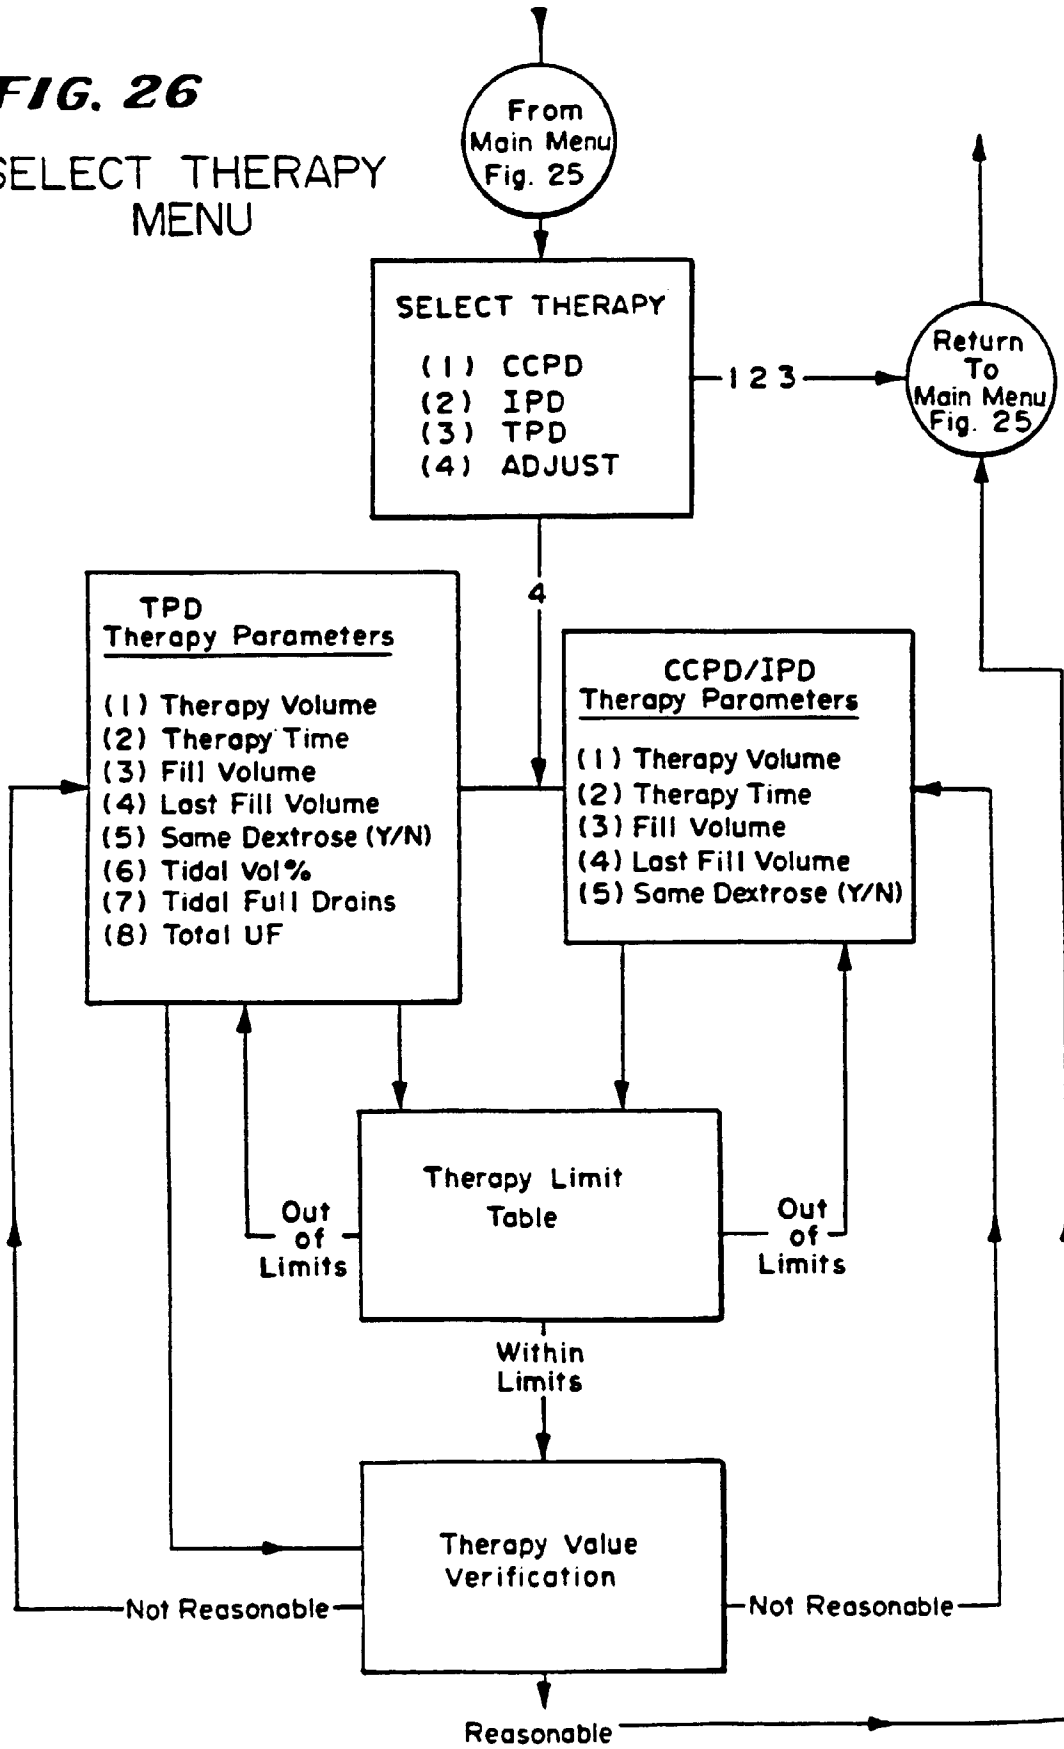 FIG. 26
SELECT THERAPY
MENU
From
Main Menu
Fig. 25
SELECT THERAPY
(1) CCPD
(2) IPD
(3) TPD
(4) ADJUST
1 2 3
Return
To
Main Menu
Fig. 25
4
TPD
Therapy Parameters
(1) Therapy Volume
(2) Therapy Time
(3) Fill Volume
(4) Last Fill Volume
(5) Same Dextrose (Y/N)
(6) Tidal Vol%
(7) Tidal Full Drains
(8) Total UF
CCPD/IPD
Therapy Parameters
(1) Therapy Volume
(2) Therapy Time
(3) Fill Volume
(4) Last Fill Volume
(5) Same Dextrose (Y/N)
Therapy Limit
Table
Out
of
Limits
Out
of
Limits
Within
Limits
Therapy Value
Verification
Not Reasonable
Not Reasonable
Reasonable